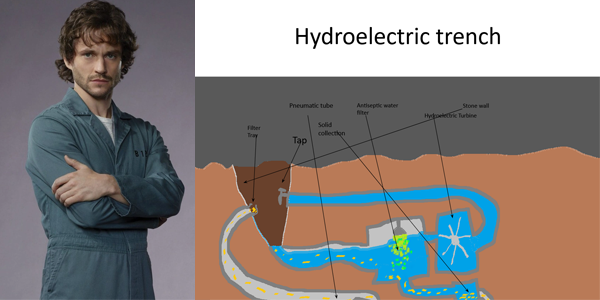 Hydroelectric trench
Pneumatic tube
Antiseptic water
filter
Stone wall
Hydroelectric Turbine
Filter
Tray
Solid
collection
Tap